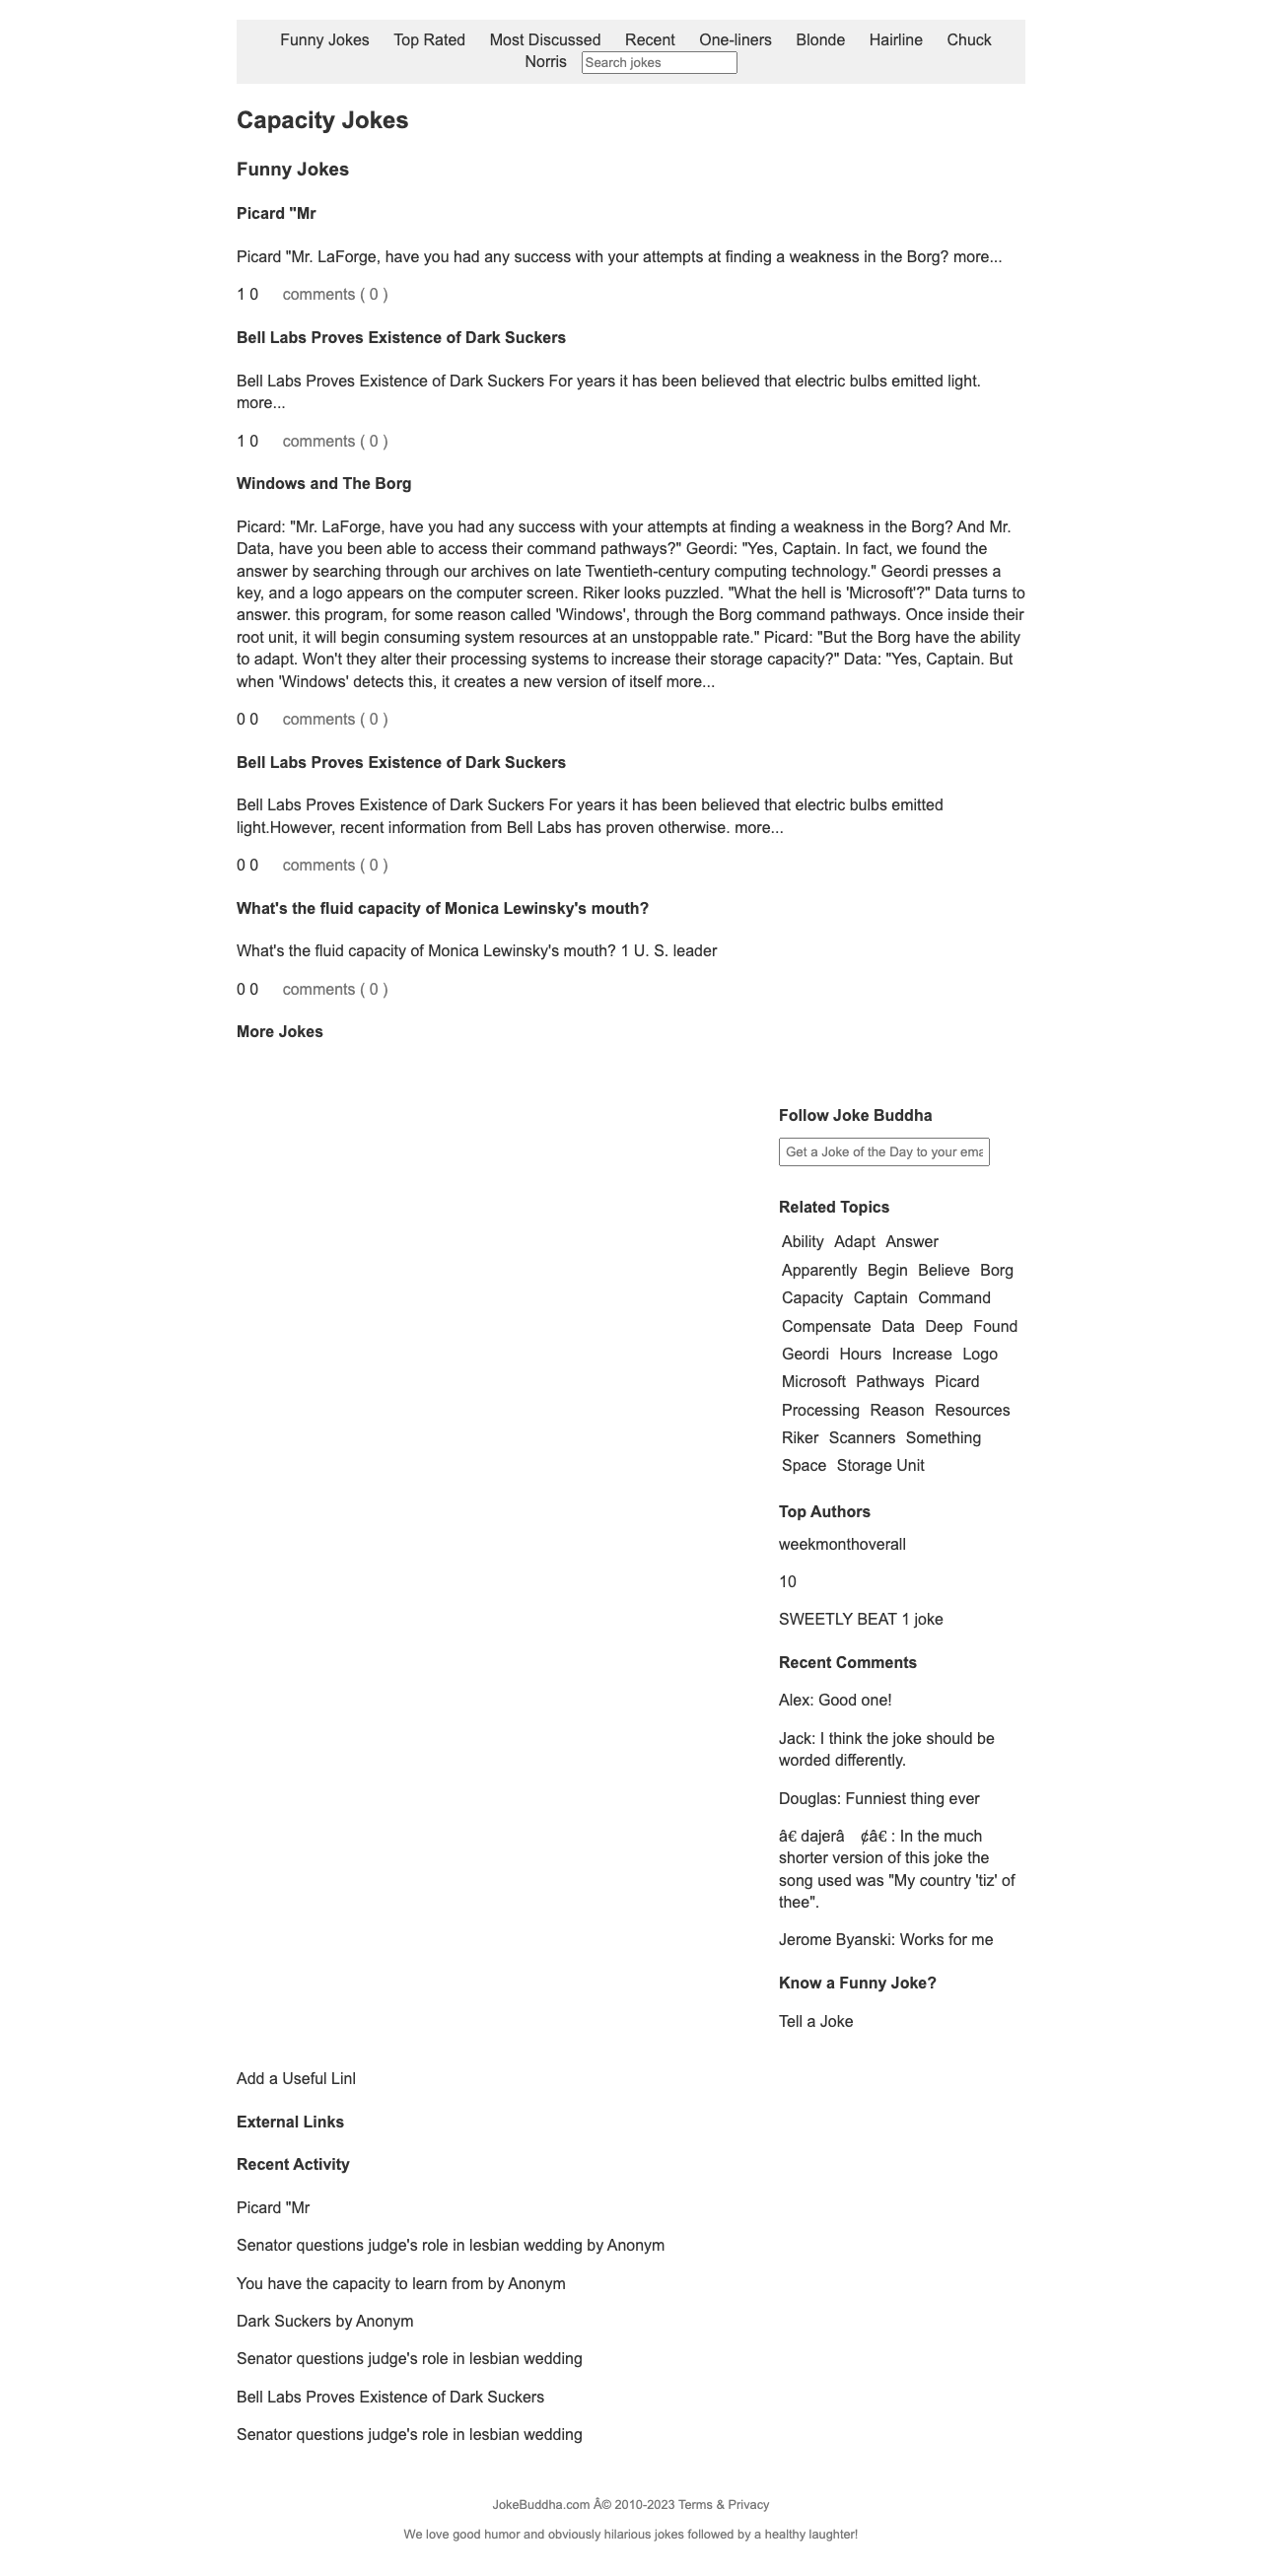 Funny Jokes Top Rated Most Discussed Recent One-liners Blonde Hairline Chuck
Norris Search jokes
Capacity Jokes
Funny Jokes
Picard "Mr
Picard "Mr. LaForge, have you had any success with your attempts at finding a weakness in the Borg? more...
1 0 comments ( 0 )
Bell Labs Proves Existence of Dark Suckers
Bell Labs Proves Existence of Dark Suckers For years it has been believed that electric bulbs emitted light.
more...
1 0 comments ( 0 )
Windows and The Borg
Picard: "Mr. LaForge, have you had any success with your attempts at finding a weakness in the Borg? And Mr.
Data, have you been able to access their command pathways?" Geordi: "Yes, Captain. In fact, we found the
answer by searching through our archives on late Twentieth-century computing technology." Geordi presses a
key, and a logo appears on the computer screen. Riker looks puzzled. "What the hell is 'Microsoft'?" Data turns to
answer. this program, for some reason called 'Windows', through the Borg command pathways. Once inside their
root unit, it will begin consuming system resources at an unstoppable rate." Picard: "But the Borg have the ability
to adapt. Won't they alter their processing systems to increase their storage capacity?" Data: "Yes, Captain. But
when 'Windows' detects this, it creates a new version of itself more...
0 0 comments ( 0 )
Bell Labs Proves Existence of Dark Suckers
Bell Labs Proves Existence of Dark Suckers For years it has been believed that electric bulbs emitted
light.However, recent information from Bell Labs has proven otherwise. more...
0 0 comments ( 0 )
What's the fluid capacity of Monica Lewinsky's mouth?
What's the fluid capacity of Monica Lewinsky's mouth? 1 U. S. leader
0 0 comments ( 0 )
More Jokes
Follow Joke Buddha
Get a Joke of the Day to your ema
Related Topics
Ability Adapt Answer
Apparently Begin Believe Borg
Capacity Captain Command
Compensate Data Deep Found
Geordi Hours Increase Logo
Microsoft Pathways Picard
Processing Reason Resources
Riker Scanners Something
Space Storage Unit
Top Authors
weekmonthoverall
10
SWEETLY BEAT 1 joke
Recent Comments
Alex: Good one!
Jack: I think the joke should be
worded differently.
Douglas: Funniest thing ever
â€ dajerâ ¢â€ : In the much
shorter version of this joke the
song used was "My country 'tiz' of
thee".
Jerome Byanski: Works for me
Know a Funny Joke?
Tell a Joke
Add a Useful Linl
External Links
Recent Activity
Picard "Mr
Senator questions judge's role in lesbian wedding by Anonym
You have the capacity to learn from by Anonym
Dark Suckers by Anonym
Senator questions judge's role in lesbian wedding
Bell Labs Proves Existence of Dark Suckers
Senator questions judge's role in lesbian wedding
JokeBuddha.com Â© 2010-2023 Terms & Privacy
We love good humor and obviously hilarious jokes followed by a healthy laughter!